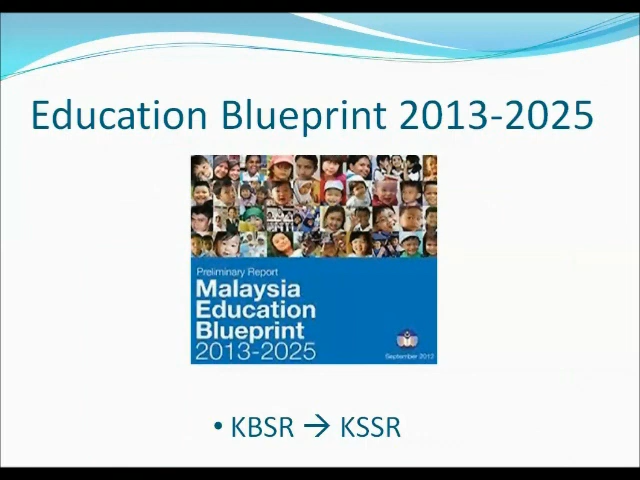 Education Blueprint 2013-2025
Preliminary Report
Malaysia
Education
Blueprint
2013-2025
September 2012
• KBSR → KSSR